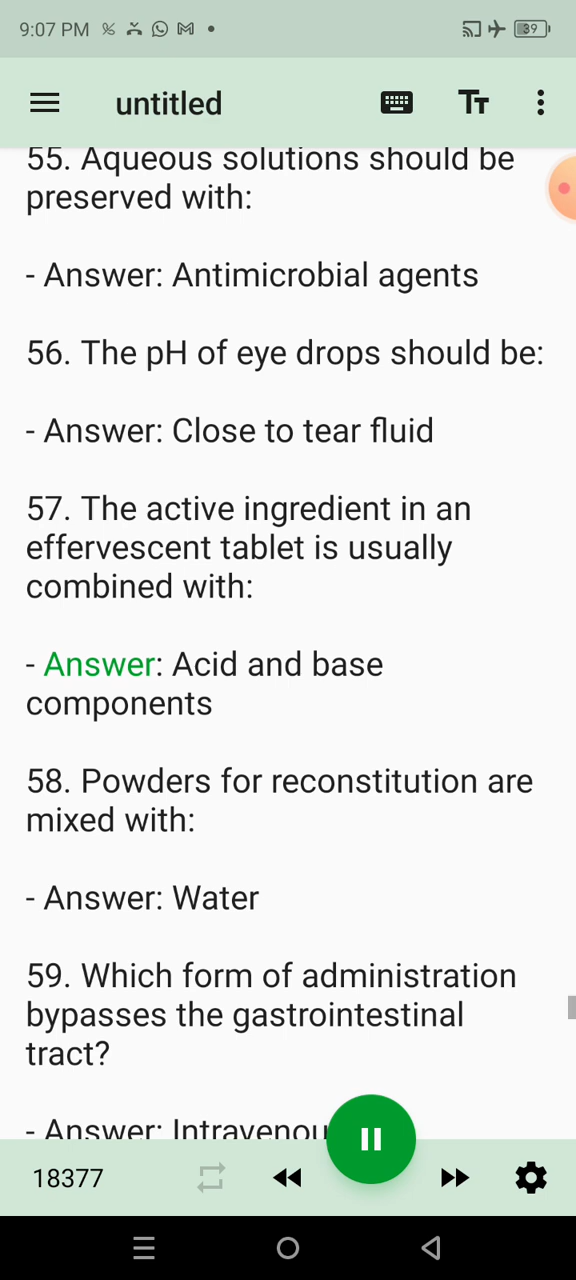 9:07 PM
39
untitled
55. Aqueous solutions should be
preserved with:
- Answer: Antimicrobial agents
56. The pH of eye drops should be:
- Answer: Close to tear fluid
57. The active ingredient in an
effervescent tablet is usually
combined with:
- Answer: Acid and base
components
58. Powders for reconstitution are
mixed with:
- Answer: Water
59. Which form of administration
bypasses the gastrointestinal
tract?
- Answer: Intravenou
18377